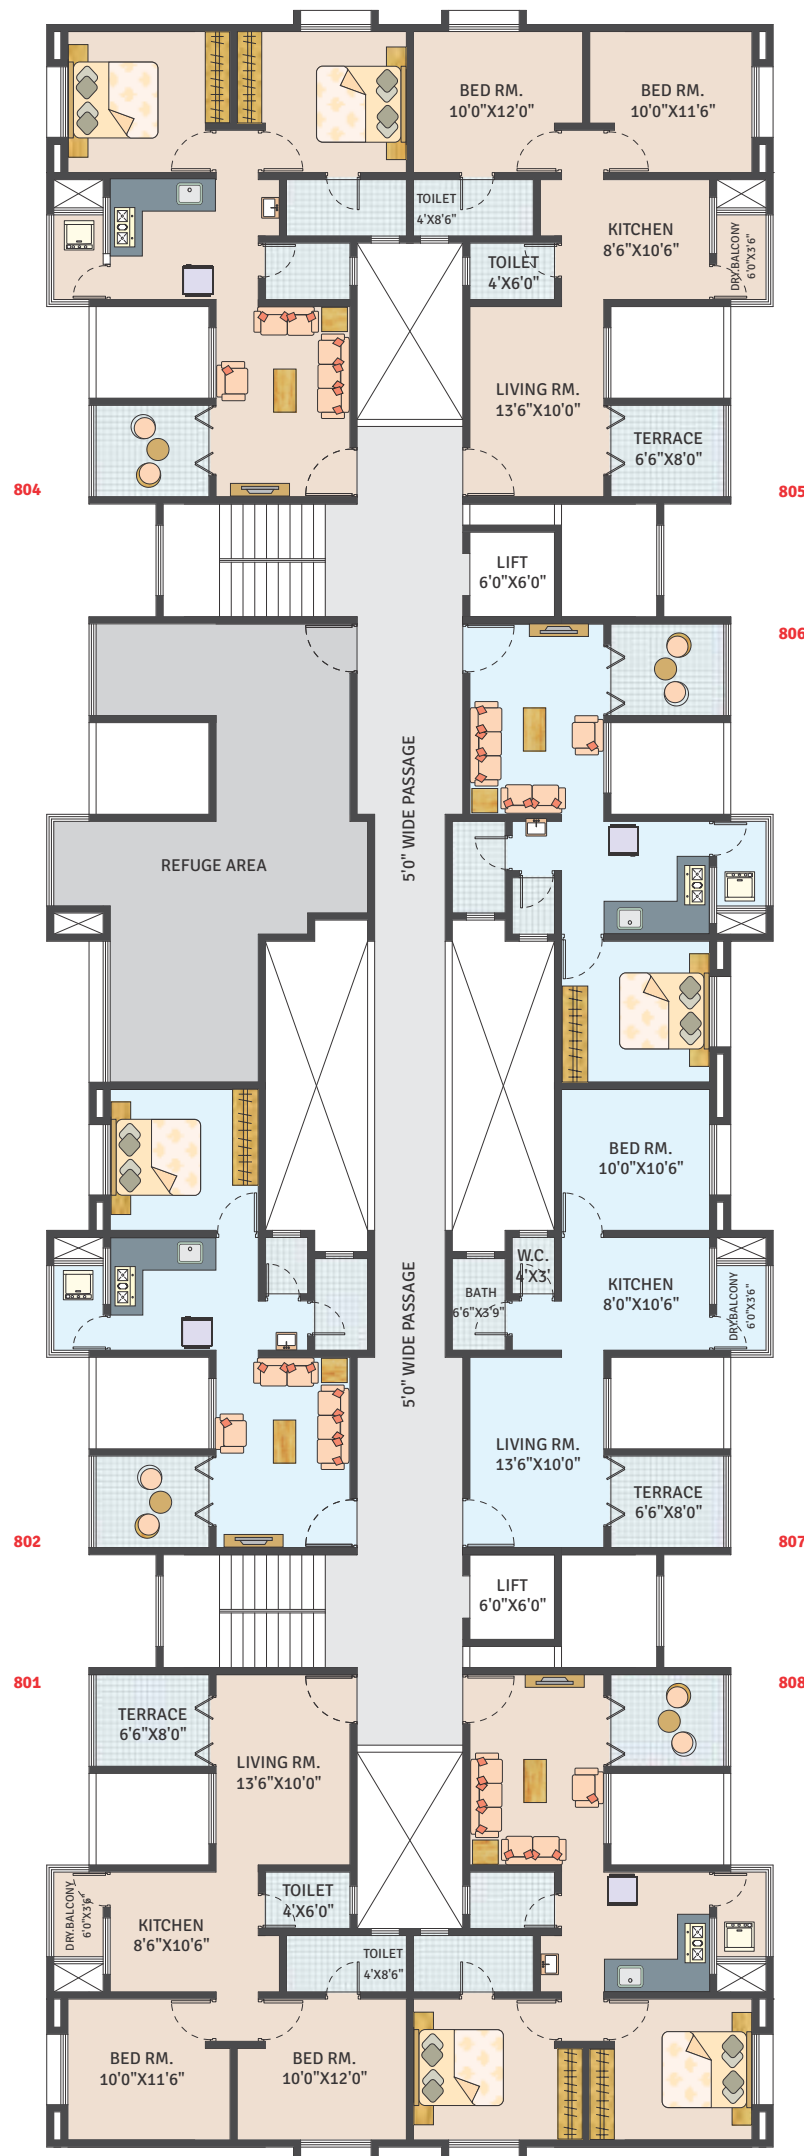 BED RM.
10'0"X12'0"
BED RM.
10'0"X11'6"
TOILET
4'X8'6"
KITCHEN
8'6"X10'6"
DRY.BALCONY
6'0"X3'6"
TOILET
4'X6'0"
LIVING RM.
13'6"X10'0"
TERRACE
6'6"X8'0"
804
805
LIFT
6'0"X6'0"
806
5'0" WIDE PASSAGE
REFUGE AREA
BED RM.
10'0"X10'6"
W.C.
4'X3'
BATH
6'6"X3'9"
KITCHEN
8'0"X10'6"
DRY.BALCONY
6'0"X3'6"
5'0" WIDE PASSAGE
LIVING RM.
13'6"X10'0"
TERRACE
6'6"X8'0"
802
807
LIFT
6'0"X6'0"
801
808
TERRACE
6'6"X8'0"
LIVING RM.
13'6"X10'0"
TOILET
4'X6'0"
DRY.BALCONY
6'0"X3'6"
KITCHEN
8'6"X10'6"
TOILET
4'X8'6"
BED RM.
10'0"X11'6"
BED RM.
10'0"X12'0"